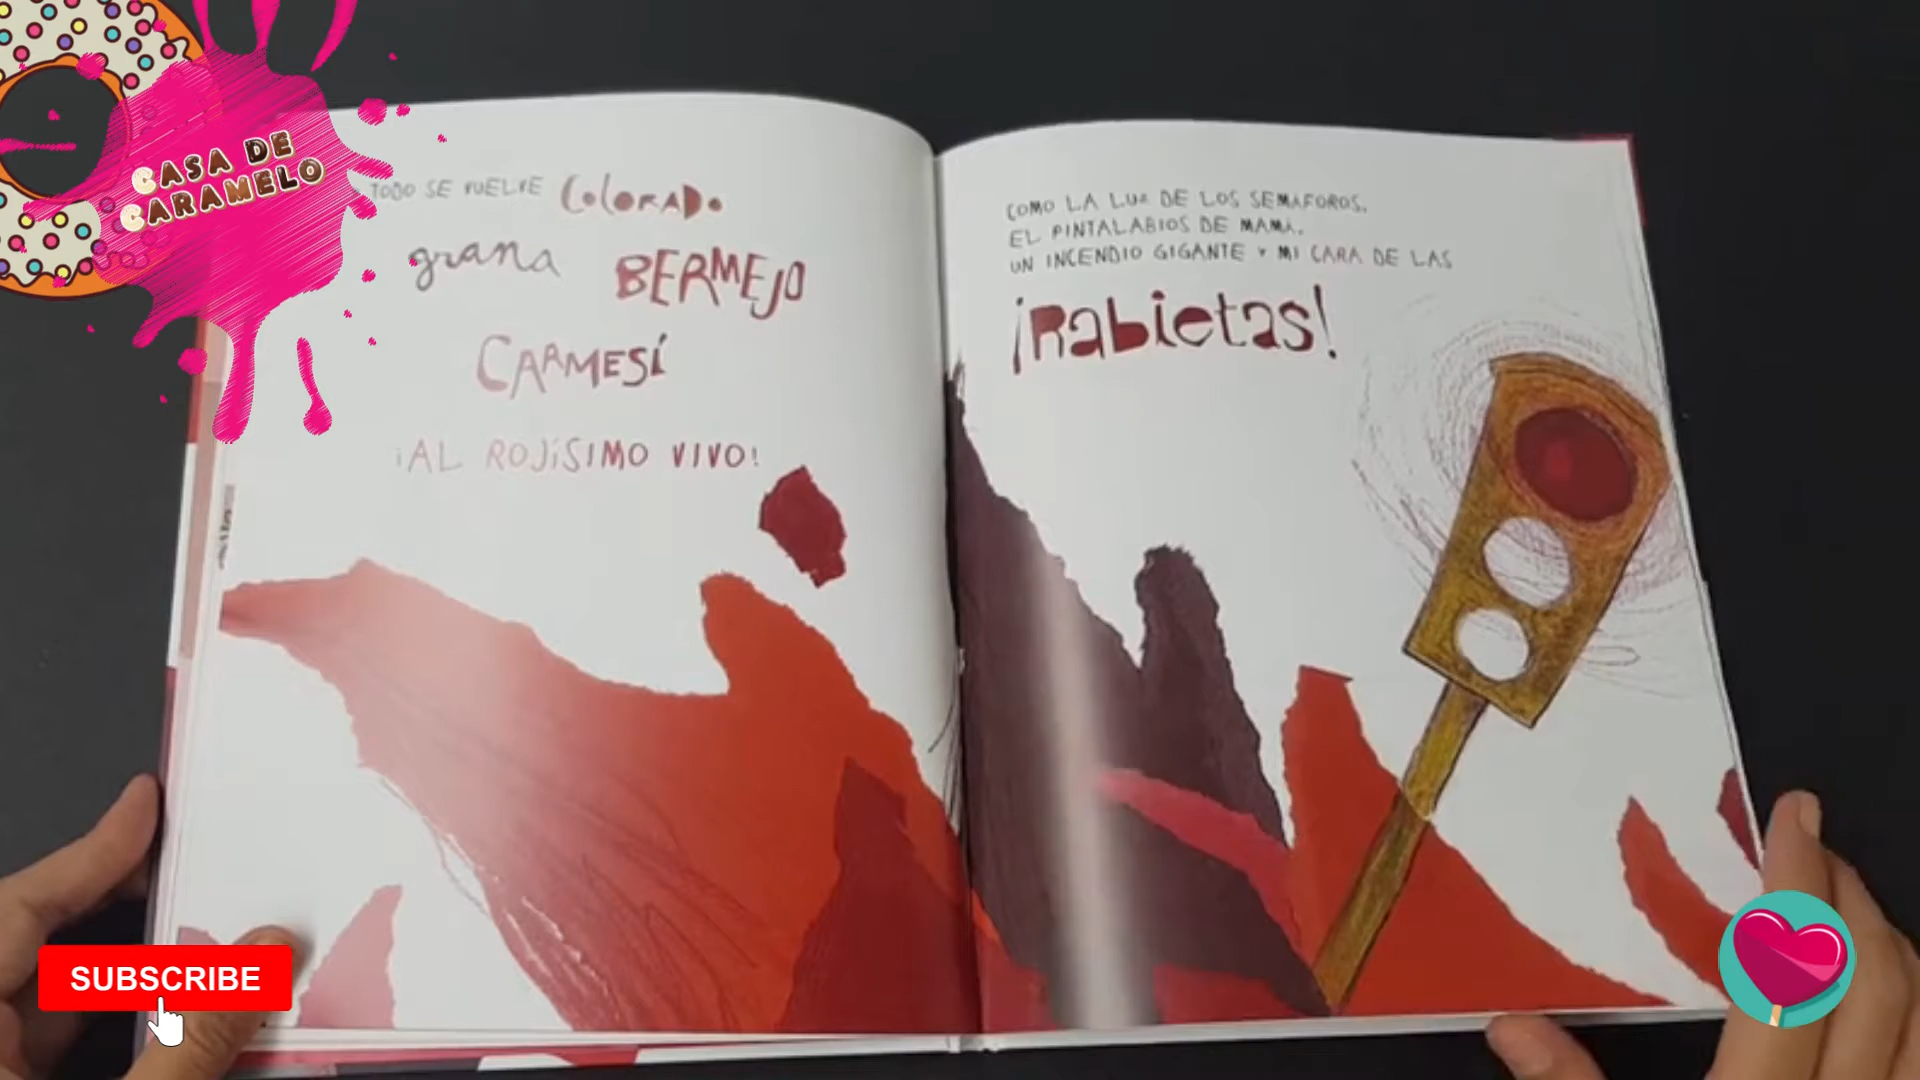 CASA DE
CARAMELO
TODO SE VUELVE COLORADO
grana BERMEJO
CARMESÍ
¡AL ROJÍSIMO VIVO!
COMO LA LUZ DE LOS SEMÁFOROS,
EL PINTALABIOS DE MAMÁ,
UN INCENDIO GIGANTE Y MI CARA DE LAS
¡Rabietas!
SUBSCRIBE